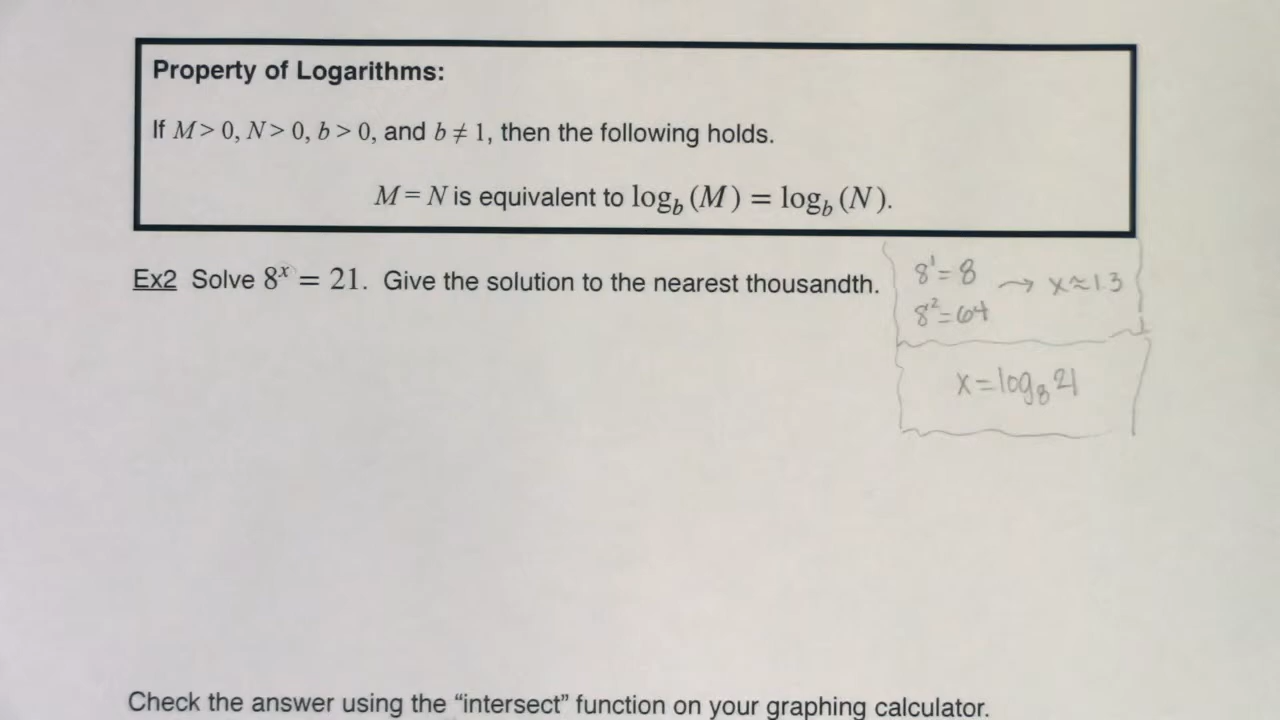 Property of Logarithms:
If M > 0, N > 0, b > 0, and b ≠ 1, then the following holds.
M = N is equivalent to log_b (M) = log_b (N).
Ex2 Solve 8^x = 21. Give the solution to the nearest thousandth.
8^1 = 8
8^2 = 64
→ x ≈ 1.3
x = log_8 21
Check the answer using the “intersect” function on your graphing calculator.